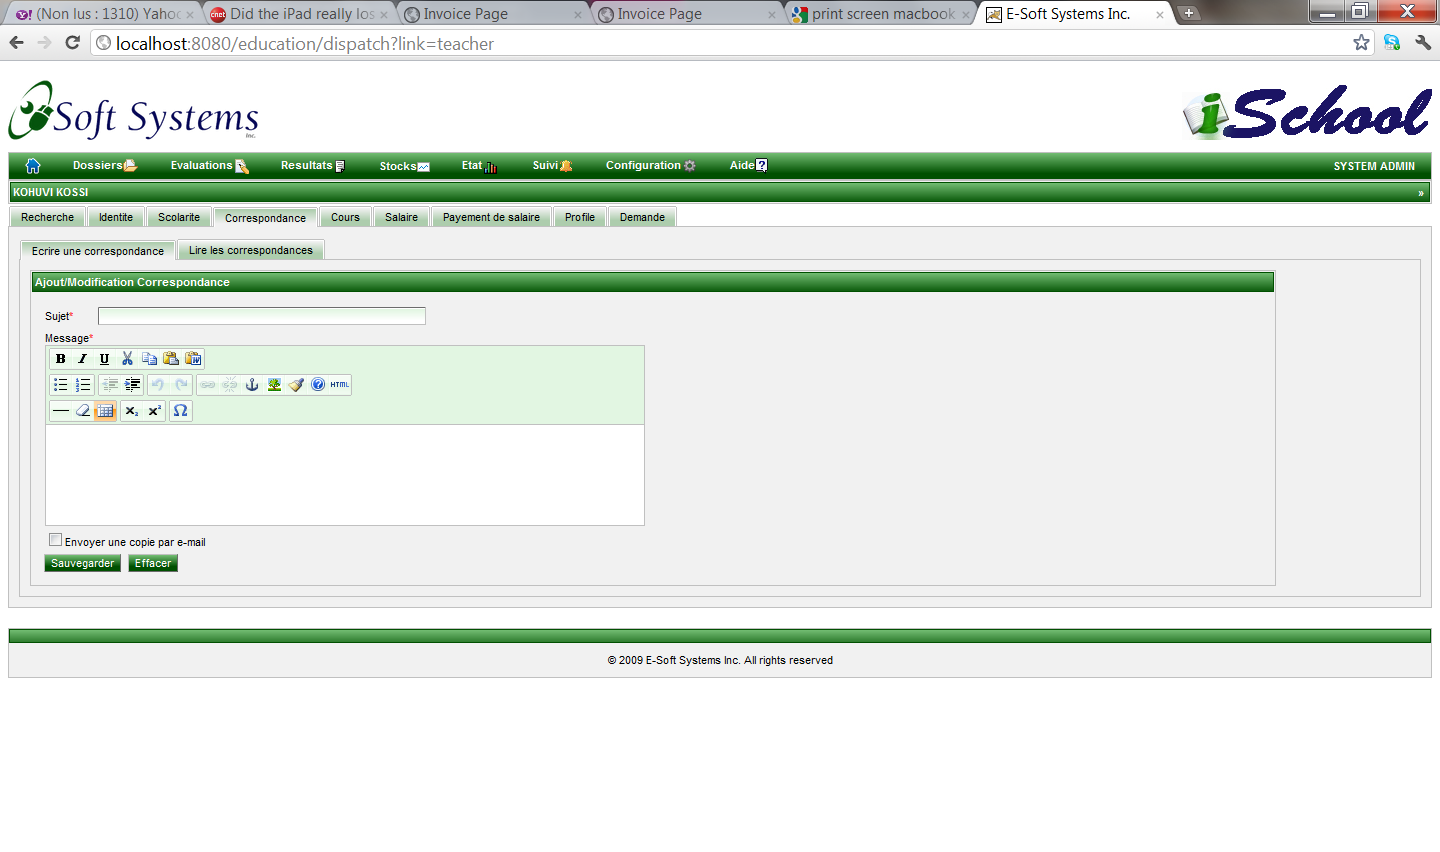 (Non lus : 1310) Yahoo
Did the iPad really los
Invoice Page
Invoice Page
print screen macbook
E-Soft Systems Inc.
localhost:8080/education/dispatch?link=teacher
Soft Systems
Inc.
iSchool
Dossiers
Evaluations
Resultats
Stocks
Etat
Suivi
Configuration
Aide
SYSTEM ADMIN
KOHUVI KOSSI
»
Recherche
Identite
Scolarite
Correspondance
Cours
Salaire
Payement de salaire
Profile
Demande
Ecrire une correspondance
Lire les correspondances
Ajout/Modification Correspondance
Sujet*
Message*
B I U
HTML
x₂ x² Ω
Envoyer une copie par e-mail
Sauvegarder
Effacer
© 2009 E-Soft Systems Inc. All rights reserved